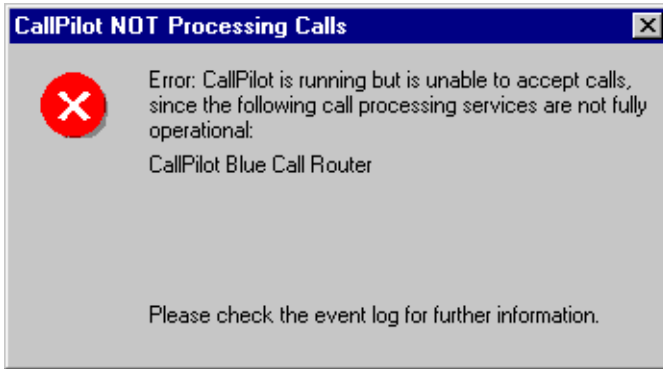 CallPilot NOT Processing Calls
Error: CallPilot is running but is unable to accept calls,
since the following call processing services are not fully
operational:
CallPilot Blue Call Router
Please check the event log for further information.